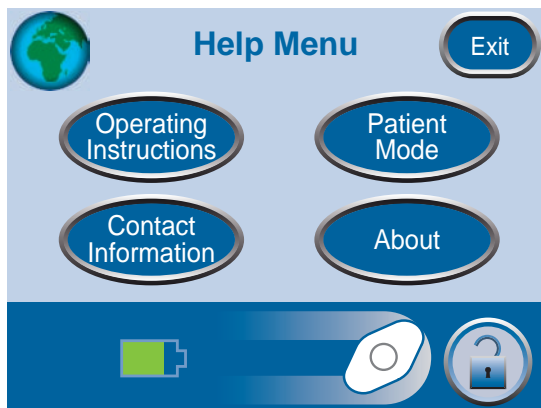 Help Menu
Exit
Operating
Instructions
Patient
Mode
Contact
Information
About